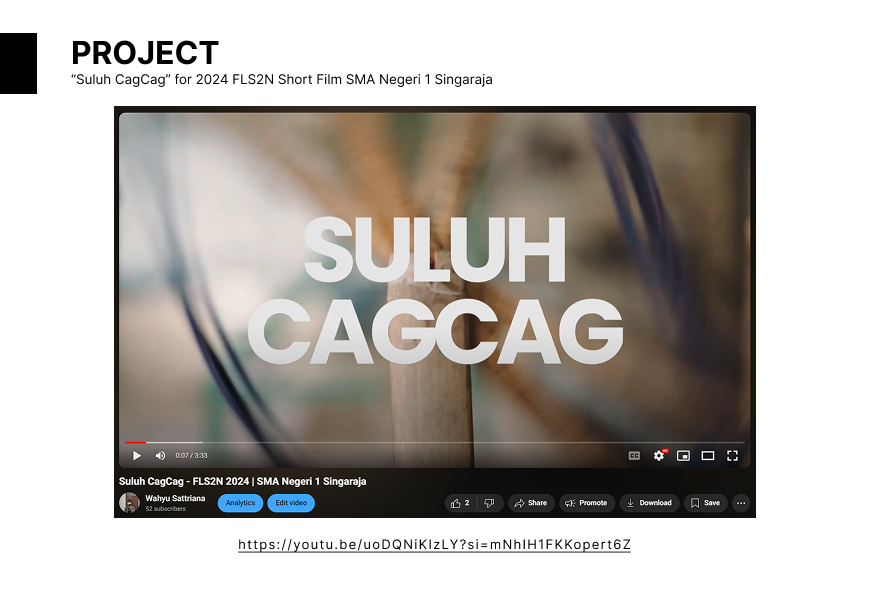 PROJECT
“Suluh CagCag” for 2024 FLS2N Short Film SMA Negeri 1 Singaraja
SULUH
CAGCAG
0:07 / 3:33
CC
HD
Suluh CagCag - FLS2N 2024 | SMA Negeri 1 Singaraja
Wahyu Sattriana
52 subscribers
Analytics
Edit video
2
Share
Promote
Download
Save
https://youtu.be/uoDQNiKIzLY?si=mNhIH1FKKopert6Z